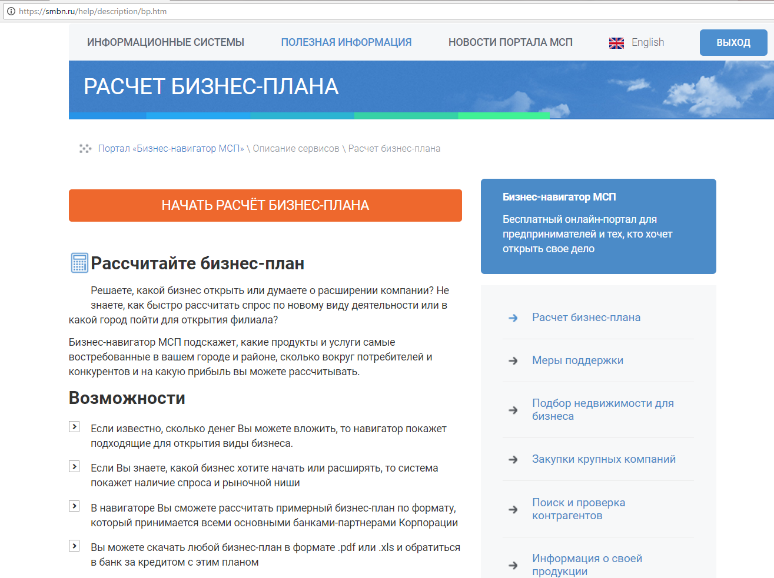 https://smbn.ru/help/description/bp.htm
ИНФОРМАЦИОННЫЕ СИСТЕМЫ
ПОЛЕЗНАЯ ИНФОРМАЦИЯ
НОВОСТИ ПОРТАЛА МСП
English
ВЫХОД
РАСЧЕТ БИЗНЕС-ПЛАНА
Портал «Бизнес-навигатор МСП» \ Описание сервисов \ Расчет бизнес-плана
НАЧАТЬ РАСЧЁТ БИЗНЕС-ПЛАНА
Рассчитайте бизнес-план
Решаете, какой бизнес открыть или думаете о расширении компании? Не
знаете, как быстро рассчитать спрос по новому виду деятельности или в
какой город пойти для открытия филиала?
Бизнес-навигатор МСП подскажет, какие продукты и услуги самые
востребованные в вашем городе и районе, сколько вокруг потребителей и
конкурентов и на какую прибыль вы можете рассчитывать.
Возможности
Если известно, сколько денег Вы можете вложить, то навигатор покажет
подходящие для открытия виды бизнеса.
Если Вы знаете, какой бизнес хотите начать или расширять, то система
покажет наличие спроса и рыночной ниши
В навигаторе Вы сможете рассчитать примерный бизнес-план по формату,
который принимается всеми основными банками-партнерами Корпорации
Вы можете скачать любой бизнес-план в формате .pdf или .xls и обратиться
в банк за кредитом с этим планом
Бизнес-навигатор МСП
Бесплатный онлайн-портал для
предпринимателей и тех, кто хочет
открыть свое дело
Расчет бизнес-плана
Меры поддержки
Подбор недвижимости для
бизнеса
Закупки крупных компаний
Поиск и проверка
контрагентов
Информация о своей
продукции